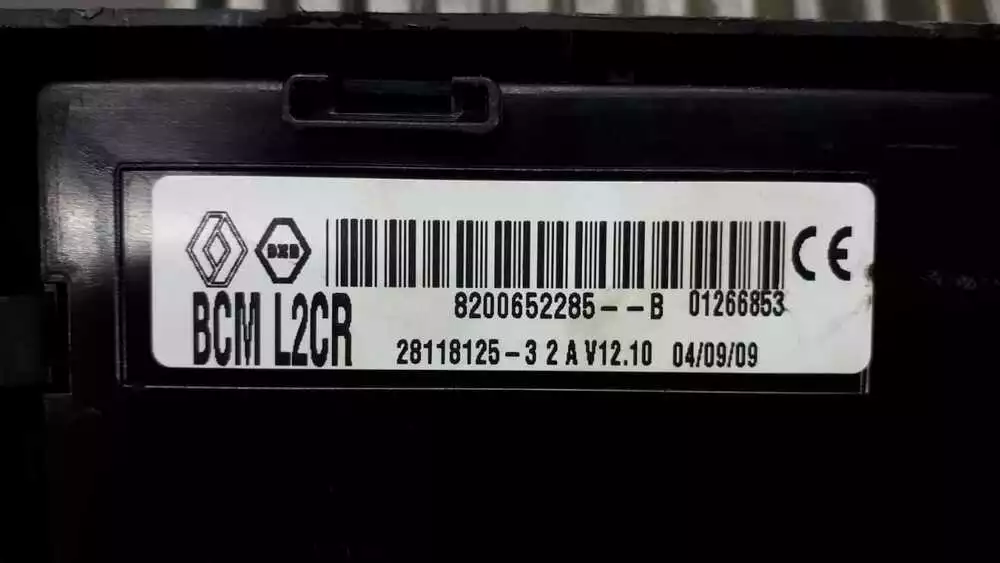 8200652285--B 01266853
BCM L2CR 28118125-3 2 A V12.10 04/09/09